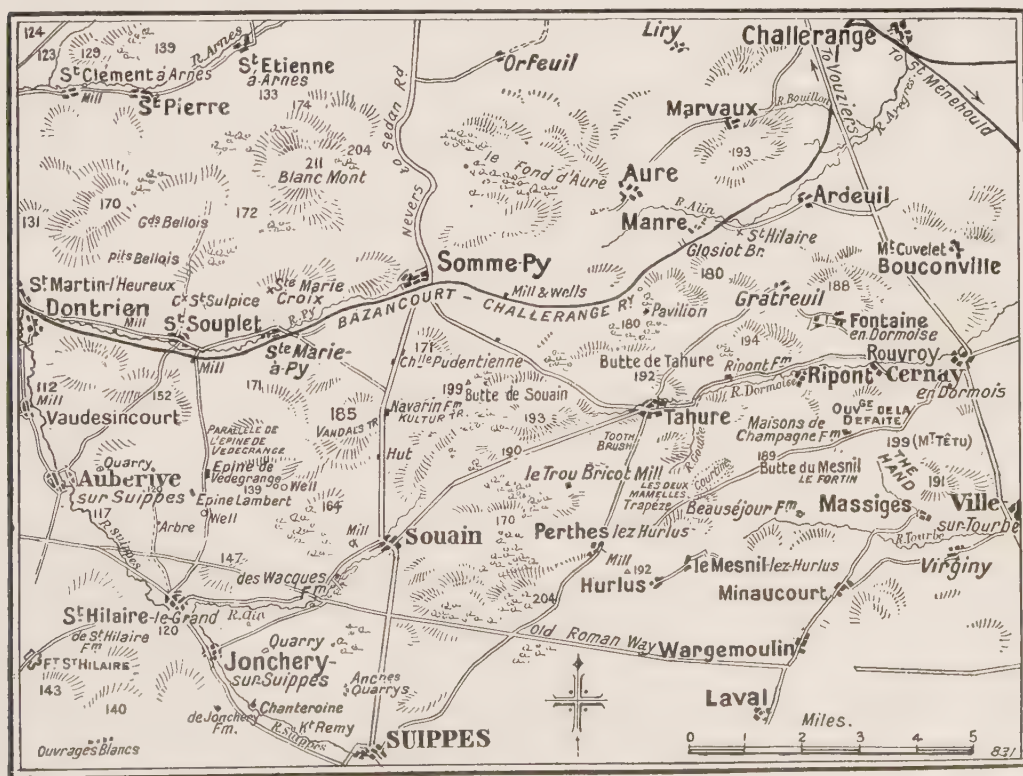 124
123
129
139
R. Arnes
St Clément à Arnes
Mill
St Pierre
St Etienne
à-Arnes
133
174
204
211
Blanc Mont
170
172
Gds Bellois
131
Pits Bellois
Nevers to Sedan Rd
Orfeuil
Liry
Challerange
To Vouziers
To St Ménehould
Marvaux
R. Bouillon
193
le Fond d'Aure
Aure
R. Alin
Manre
Ardeuil
St Hilaire
Glosiot Br.
180
Mt Cuvelet
Bouconville
St Martin-l'Heureux
Dontrien
Mill
Cx St Sulpice
Ste Marie
Croix
St Souplet
Mill
R. Py
Ste Marie-
à-Py
Somme-Py
BAZANCOURT - CHALLERANGE RY
Mill & Wells
Gratreuil
188
180
Pavilion
Fontaine
en Dormoise
194
Butte de Tahure
192
Ripont Fm
R. Dormoise
Ripont
Rouvroy
Cernay
en Dormois
171
Chlle Pudentienne
199
Butte de Souain
193
Navarin Fm
KULTUR TR.
185
VANDALS TR.
Hut
112
Mill
Vaudesincourt
152
171
PARALLELE DE
L'EPINE DE
VEDEGRANGE
Epine de
Vedegrange
139
Well
Epine Lambert
Well
164
Quarry
120
Auberive
sur Suippes
117
R. Suippes
Arbre
147
190
Tahure
TOOTH
BRUSH
le Trou Bricot Mill
LES DEUX
MAMELLES
Trapèze
Courtine
Maisons de
Champagne Fm
189
Butte du Mesnil
LE FORTIN
OUVGE DE LA
DEFAITE
199 (MT TÊTU)
THE HAND
191
Beauséjour Fm
Massiges
Ville
sur Tourbe
R. Tourbe
Virginy
Mill
Souain
170
Perthes lez Hurlus
Mill
192
Hurlus
le Mesnil-lez-Hurlus
Minaucourt
des Wacques
Fm
204
St Hilaire-le-Grand
120
R. Ain
de St Hilaire
Fm
Ft St HILAIRE
143
140
Quarry
Jonchery-
sur Suippes
Old Roman Way
Wargemoulin
Ancnes
Quarrys
Chanteroine
de Jonchery
Fm.
R. Suippes
Kt Remy
SUIPPES
Ouvrages Blancs
Laval
Miles.
0 1 2 3 4 5
831